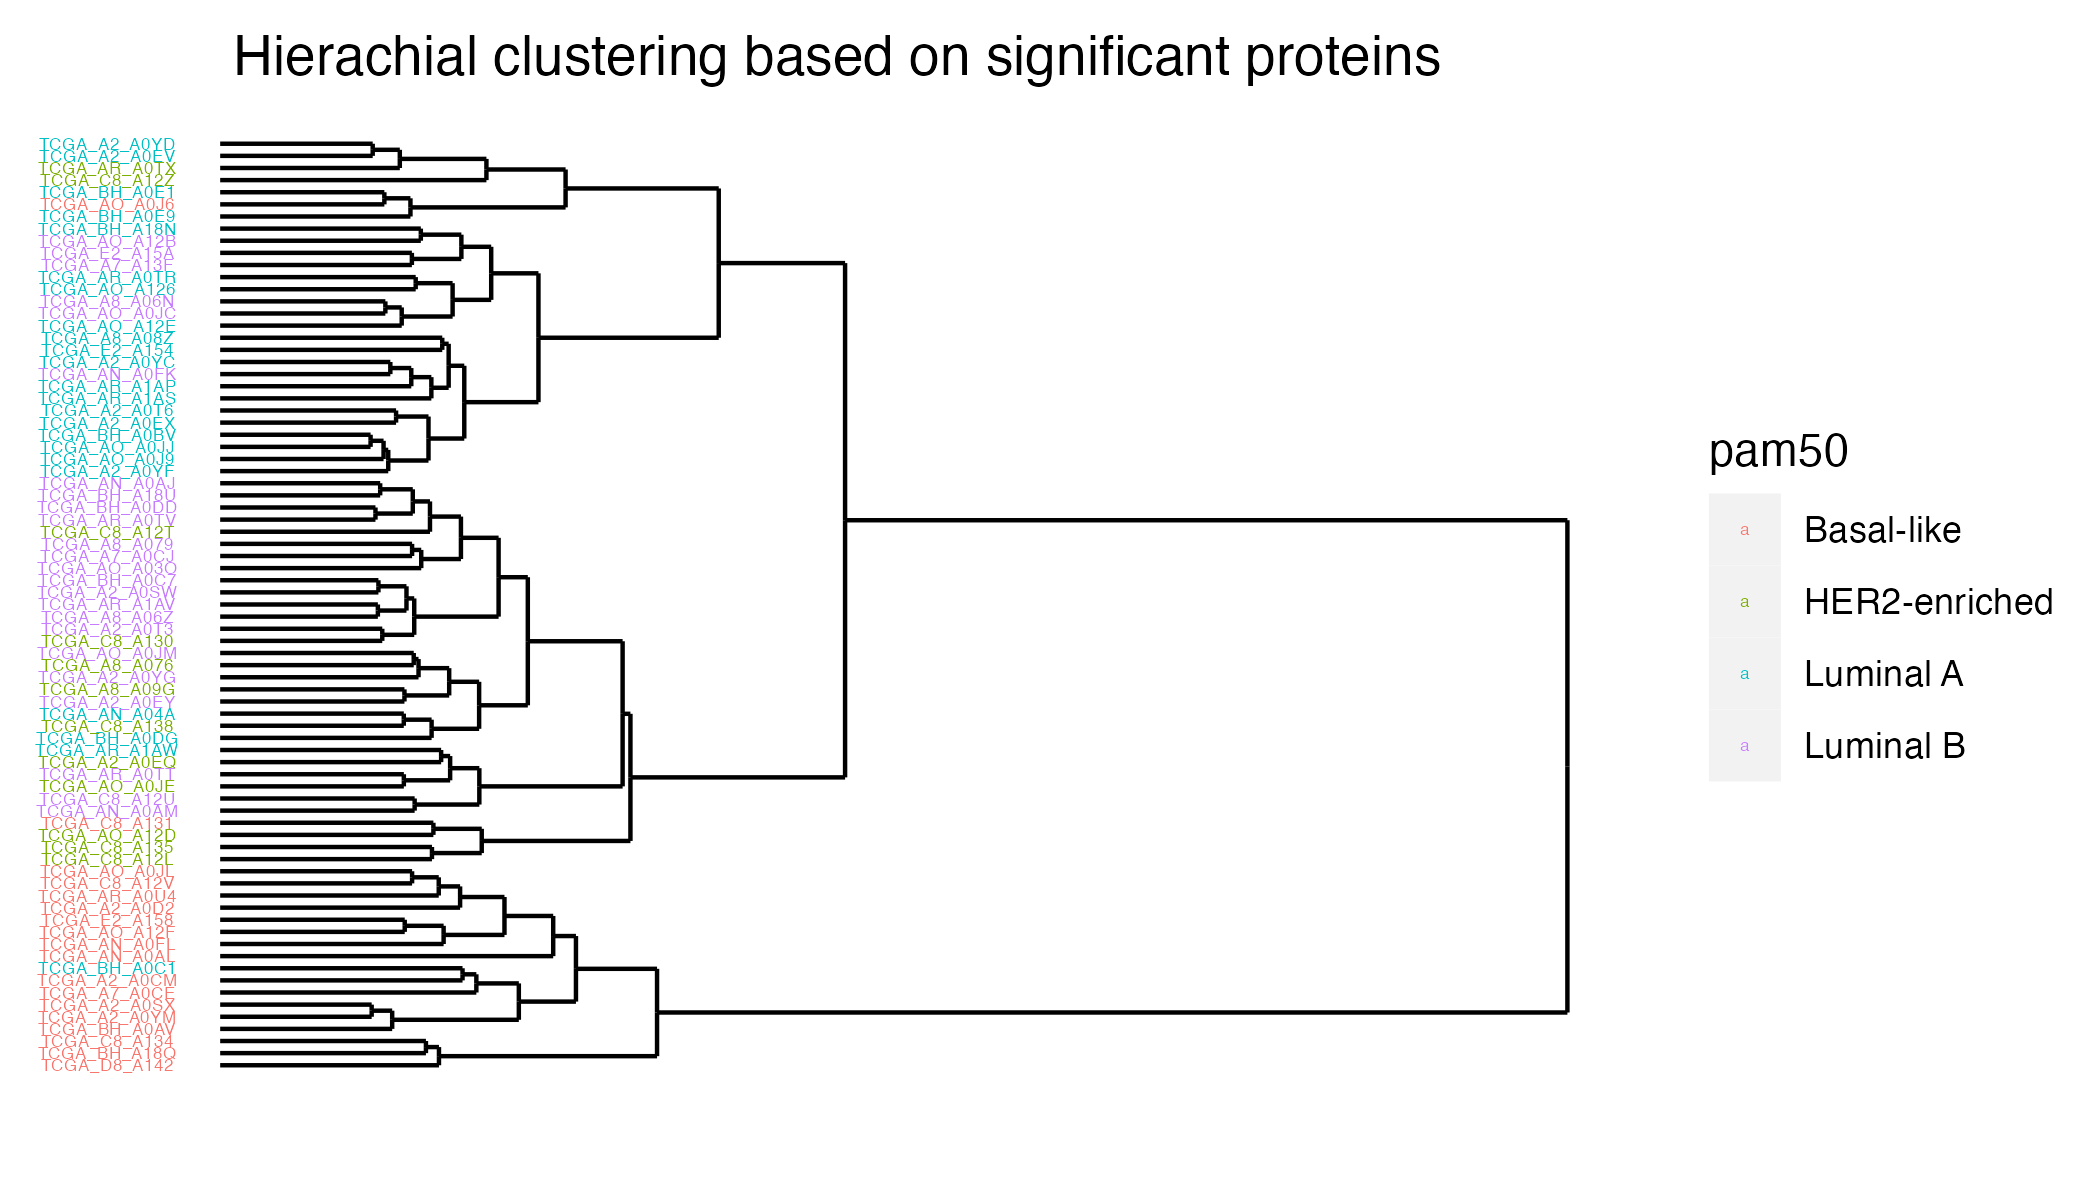 Hierachial clustering based on significant proteins
TCGA_A2_A0YD
TCGA_A2_A0EV
TCGA_AR_A0TX
TCGA_C8_A12Z
TCGA_BH_A0E1
TCGA_AO_A0J6
TCGA_BH_A0E9
TCGA_BH_A18N
TCGA_AO_A12B
TCGA_E2_A15A
TCGA_A7_A13F
TCGA_AR_A0TR
TCGA_AO_A126
TCGA_A8_A06N
TCGA_AO_A0JC
TCGA_AO_A12E
TCGA_A8_A08Z
TCGA_E2_A154
TCGA_A2_A0YC
TCGA_AN_A0FK
TCGA_AR_A1AP
TCGA_AR_A1AS
TCGA_A2_A0T6
TCGA_A2_A0EX
TCGA_BH_A0BV
TCGA_AO_A0JJ
TCGA_AO_A0J9
TCGA_A2_A0YF
TCGA_AN_A0AJ
TCGA_BH_A18U
TCGA_BH_A0DD
TCGA_AR_A0TV
TCGA_C8_A12T
TCGA_A8_A079
TCGA_A7_A0CJ
TCGA_AO_A03O
TCGA_BH_A0C7
TCGA_A2_A0SW
TCGA_AR_A1AV
TCGA_A8_A06Z
TCGA_A2_A0T3
TCGA_C8_A130
TCGA_AO_A0JM
TCGA_A8_A076
TCGA_A2_A0YG
TCGA_A8_A09G
TCGA_A2_A0EY
TCGA_AN_A04A
TCGA_C8_A138
TCGA_BH_A0DG
TCGA_AR_A1AW
TCGA_A2_A0EQ
TCGA_AR_A0TT
TCGA_AO_A0JE
TCGA_C8_A12U
TCGA_AN_A0AM
TCGA_C8_A131
TCGA_AO_A12D
TCGA_C8_A135
TCGA_C8_A12L
TCGA_AO_A0JL
TCGA_C8_A12V
TCGA_AR_A0U4
TCGA_A2_A0D2
TCGA_E2_A158
TCGA_AO_A12F
TCGA_AN_A0FL
TCGA_AN_A0AL
TCGA_BH_A0C1
TCGA_A2_A0CM
TCGA_A7_A0CE
TCGA_A2_A0SX
TCGA_A2_A0YM
TCGA_BH_A0AV
TCGA_C8_A134
TCGA_BH_A18Q
TCGA_D8_A142
pam50
a Basal-like
a HER2-enriched
a Luminal A
a Luminal B